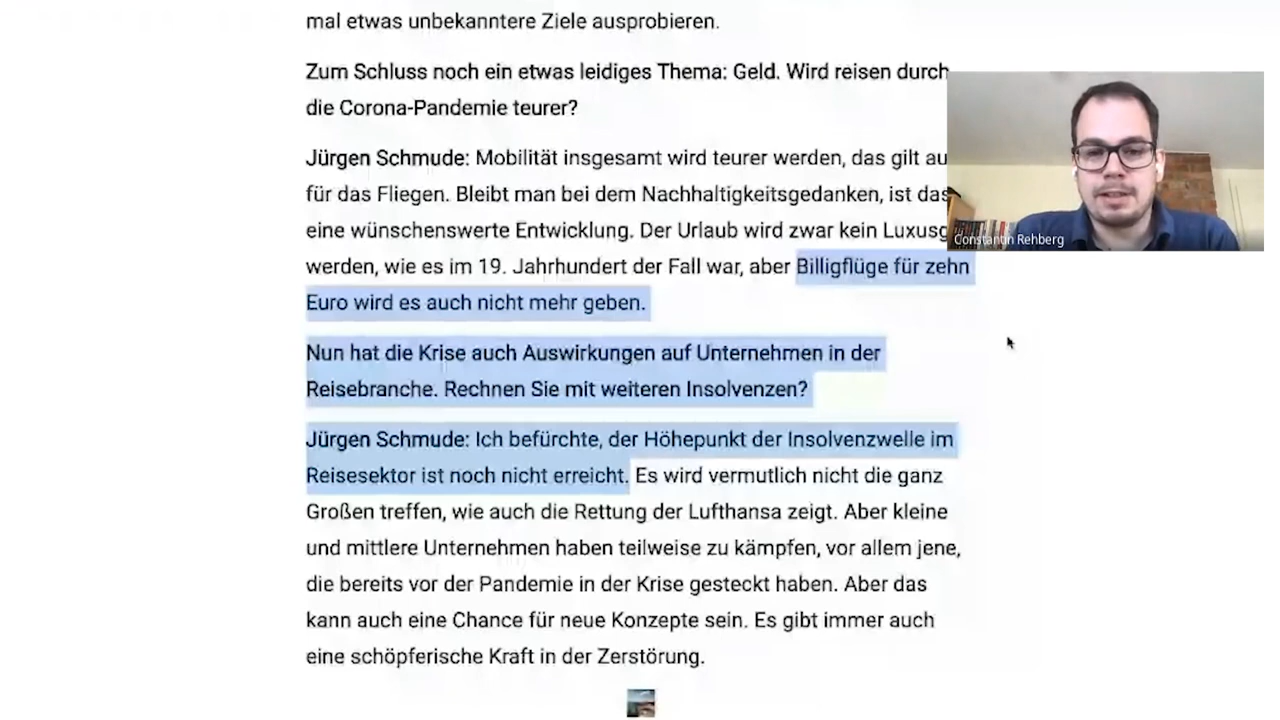 mal etwas unbekanntere Ziele ausprobieren.
Zum Schluss noch ein etwas leidiges Thema: Geld. Wird reisen durch
die Corona-Pandemie teurer?
Jürgen Schmude: Mobilität insgesamt wird teurer werden, das gilt au
für das Fliegen. Bleibt man bei dem Nachhaltigkeitsgedanken, ist das
eine wünschenswerte Entwicklung. Der Urlaub wird zwar kein Luxusg
Constantin Rehberg
werden, wie es im 19. Jahrhundert der Fall war, aber Billigflüge für zehn
Euro wird es auch nicht mehr geben.
Nun hat die Krise auch Auswirkungen auf Unternehmen in der
Reisebranche. Rechnen Sie mit weiteren Insolvenzen?
Jürgen Schmude: Ich befürchte, der Höhepunkt der Insolvenzwelle im
Reisesektor ist noch nicht erreicht. Es wird vermutlich nicht die ganz
Großen treffen, wie auch die Rettung der Lufthansa zeigt. Aber kleine
und mittlere Unternehmen haben teilweise zu kämpfen, vor allem jene,
die bereits vor der Pandemie in der Krise gesteckt haben. Aber das
kann auch eine Chance für neue Konzepte sein. Es gibt immer auch
eine schöpferische Kraft in der Zerstörung.